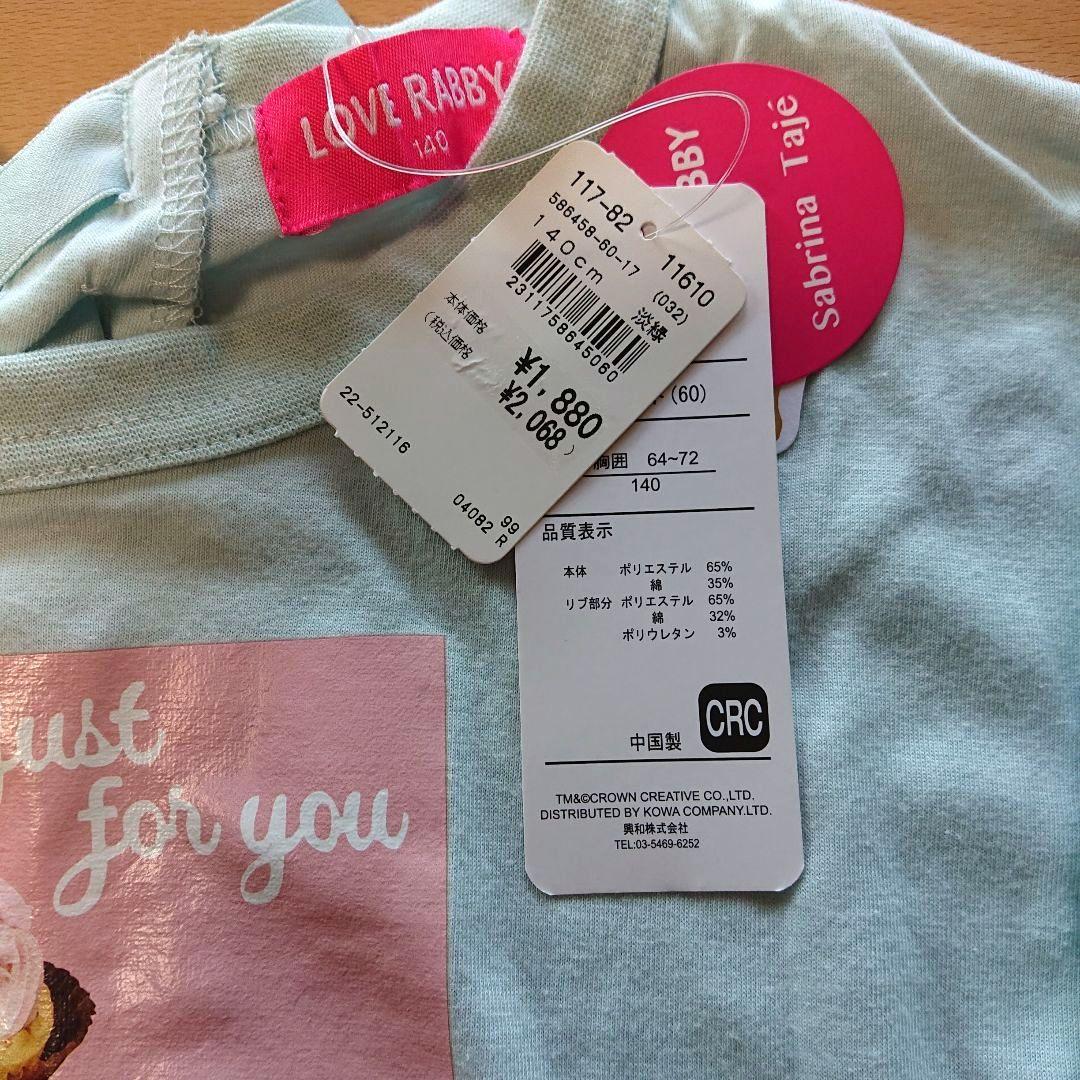 LOVE RABBY
140
BBY
Sabrina Tajé
117-82 11610
586458-60-17 (032)
140cm 淡緑
2311758645060
本体価格 ¥1,880
(税込価格 ¥2,068)
22-512116
04082 99
R
(60)
胸囲 64~72
140
品質表示
本体 ポリエステル 65%
綿 35%
リブ部分 ポリエステル 65%
綿 32%
ポリウレタン 3%
CRC
中国製
TM&©CROWN CREATIVE CO.,LTD.
DISTRIBUTED BY KOWA COMPANY.LTD.
興和株式会社
TEL:03-5469-6252
just
for you